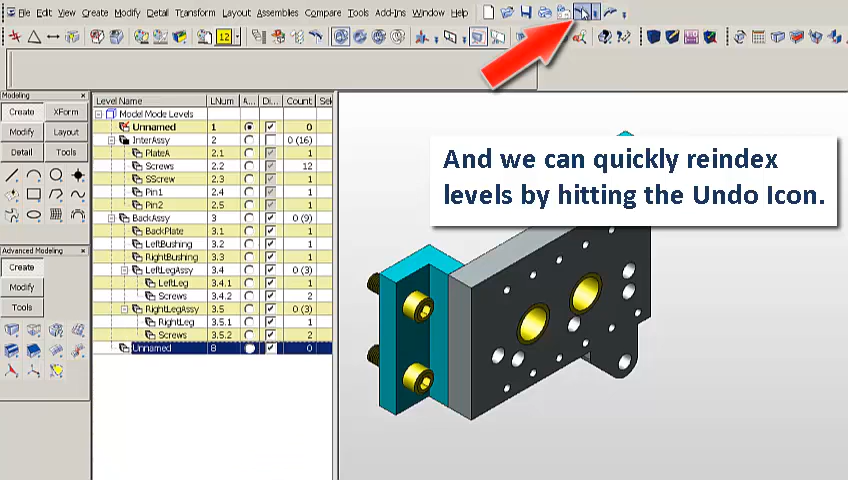 File Edit View Create Modify Detail Transform Layout Assemblies Compare Tools Add-Ins Window Help
12
Modeling
Create XForm
Modify Layout
Detail Tools
Advanced Modeling
Create
Modify
Tools
Level Name LNum A... Di... Count Sel
Model Mode Levels
Unnamed 1 0
InterAssy 2 0 (16)
PlateA 2.1 1
Screws 2.2 12
SScrew 2.3 1
Pin1 2.4 1
Pin2 2.5 1
BackAssy 3 0 (9)
BackPlate 3.1 1
LeftBushing 3.2 1
RightBushing 3.3 1
LeftLegAssy 3.4 0 (3)
LeftLeg 3.4.1 1
Screws 3.4.2 2
RightLegAssy 3.5 0 (3)
RightLeg 3.5.1 1
Screws 3.5.2 2
Unnamed 8 0
And we can quickly reindex
levels by hitting the Undo Icon.